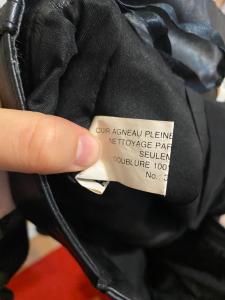 CUIR AGNEAU PLEINE
NETTOYAGE PAR
SEULEM
DOUBLURE 100
No.